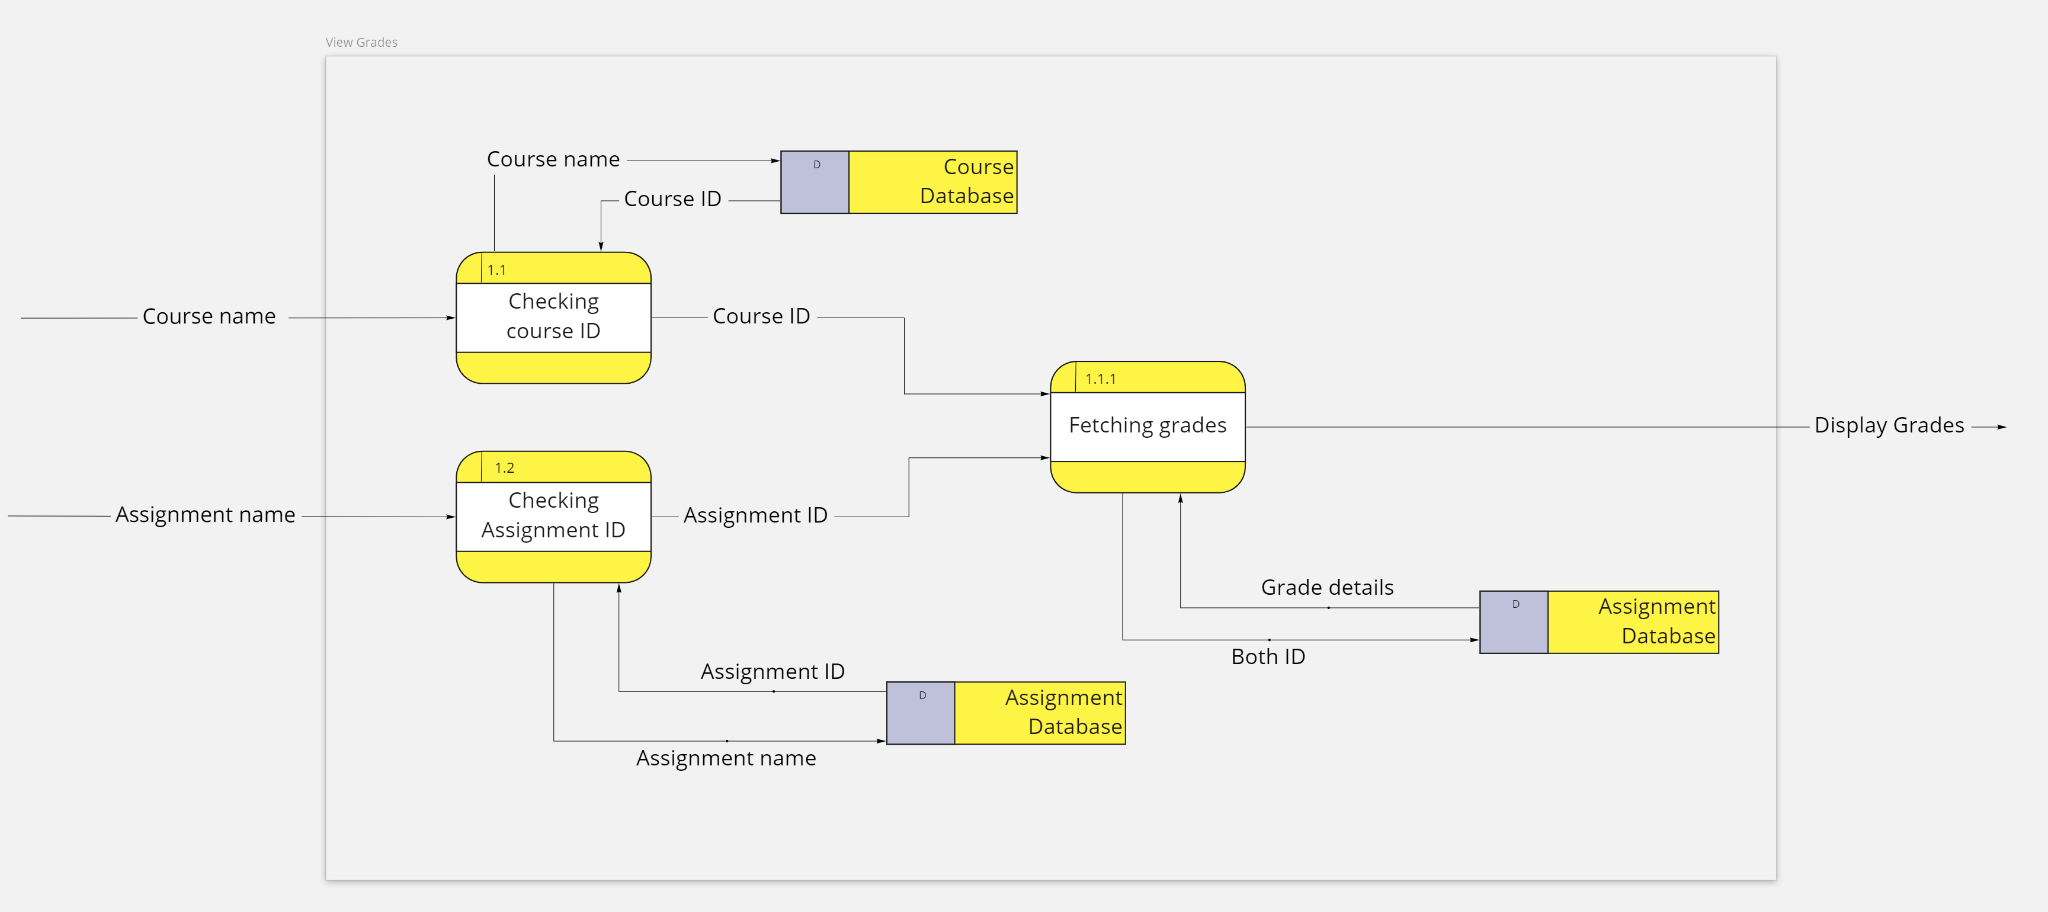 View Grades
Course name
D
Course
Database
Course ID
1.1
Checking
course ID
Course name
Course ID
1.1.1
Fetching grades
Display Grades
1.2
Checking
Assignment ID
Assignment name
Assignment ID
Grade details
D
Assignment
Database
Both ID
Assignment ID
D
Assignment
Database
Assignment name